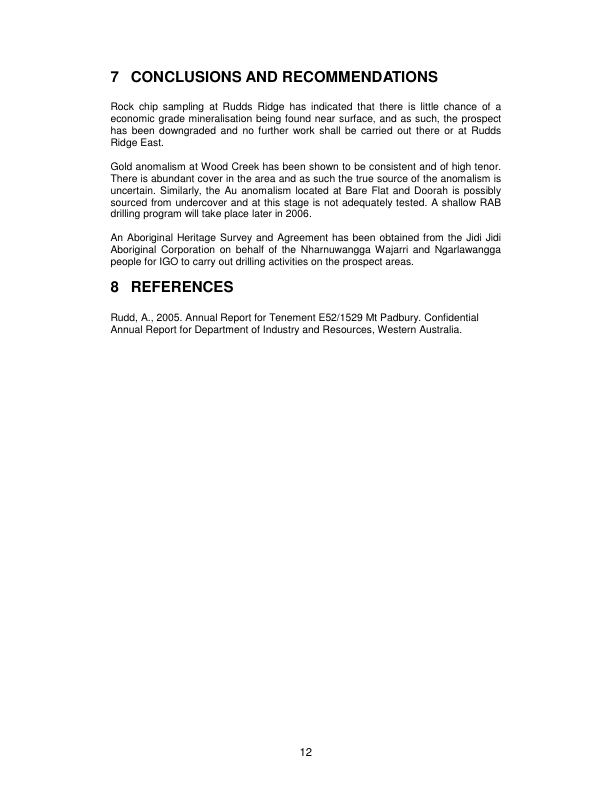 7 CONCLUSIONS AND RECOMMENDATIONS
Rock chip sampling at Rudds Ridge has indicated that there is little chance of a
economic grade mineralisation being found near surface, and as such, the prospect
has been downgraded and no further work shall be carried out there or at Rudds
Ridge East.
Gold anomalism at Wood Creek has been shown to be consistent and of high tenor.
There is abundant cover in the area and as such the true source of the anomalism is
uncertain. Similarly, the Au anomalism located at Bare Flat and Doorah is possibly
sourced from undercover and at this stage is not adequately tested. A shallow RAB
drilling program will take place later in 2006.
An Aboriginal Heritage Survey and Agreement has been obtained from the Jidi Jidi
Aboriginal Corporation on behalf of the Nharnuwangga Wajarri and Ngarlawangga
people for IGO to carry out drilling activities on the prospect areas.
8 REFERENCES
Rudd, A., 2005. Annual Report for Tenement E52/1529 Mt Padbury. Confidential
Annual Report for Department of Industry and Resources, Western Australia.
12